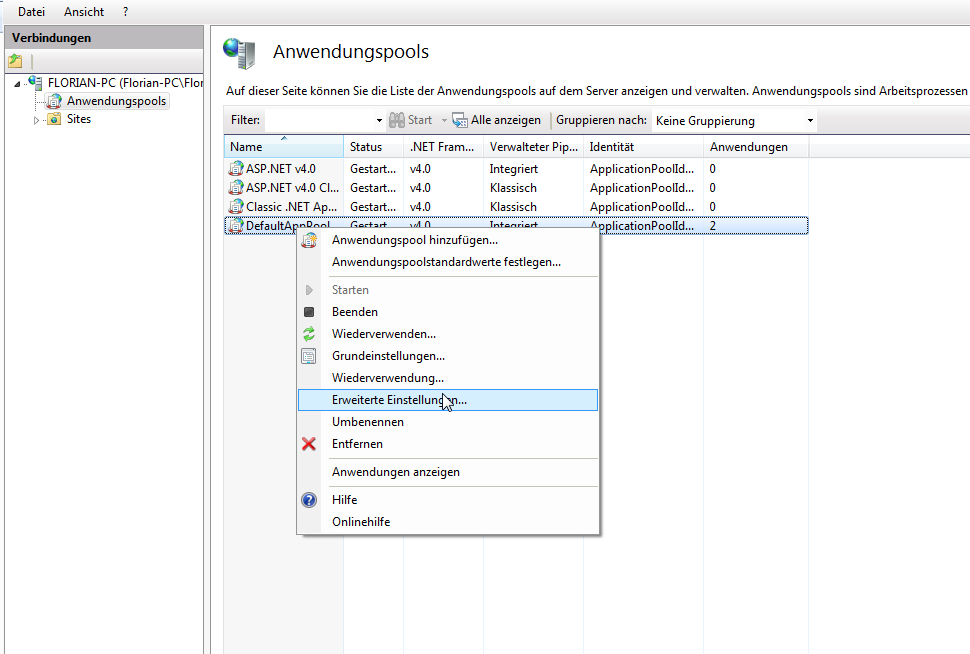 Datei Ansicht ?
Verbindungen
FLORIAN-PC (Florian-PC\Flor
Anwendungspools
Sites
Anwendungspools
Auf dieser Seite können Sie die Liste der Anwendungspools auf dem Server anzeigen und verwalten. Anwendungspools sind Arbeitsprozessen
Filter: Start Alle anzeigen Gruppieren nach: Keine Gruppierung
Name Status .NET Fram... Verwalteter Pip... Identität Anwendungen
ASP.NET v4.0 Gestart... v4.0 Integriert ApplicationPoolId... 0
ASP.NET v4.0 Cl... Gestart... v4.0 Klassisch ApplicationPoolId... 0
Classic .NET Ap... Gestart... v4.0 Klassisch ApplicationPoolId... 0
DefaultAppPool Gestart... v4.0 Integriert ApplicationPoolId... 2
Anwendungspool hinzufügen...
Anwendungspoolstandardwerte festlegen...
Starten
Beenden
Wiederverwenden...
Grundeinstellungen...
Wiederverwendung...
Erweiterte Einstellungen...
Umbenennen
Entfernen
Anwendungen anzeigen
Hilfe
Onlinehilfe